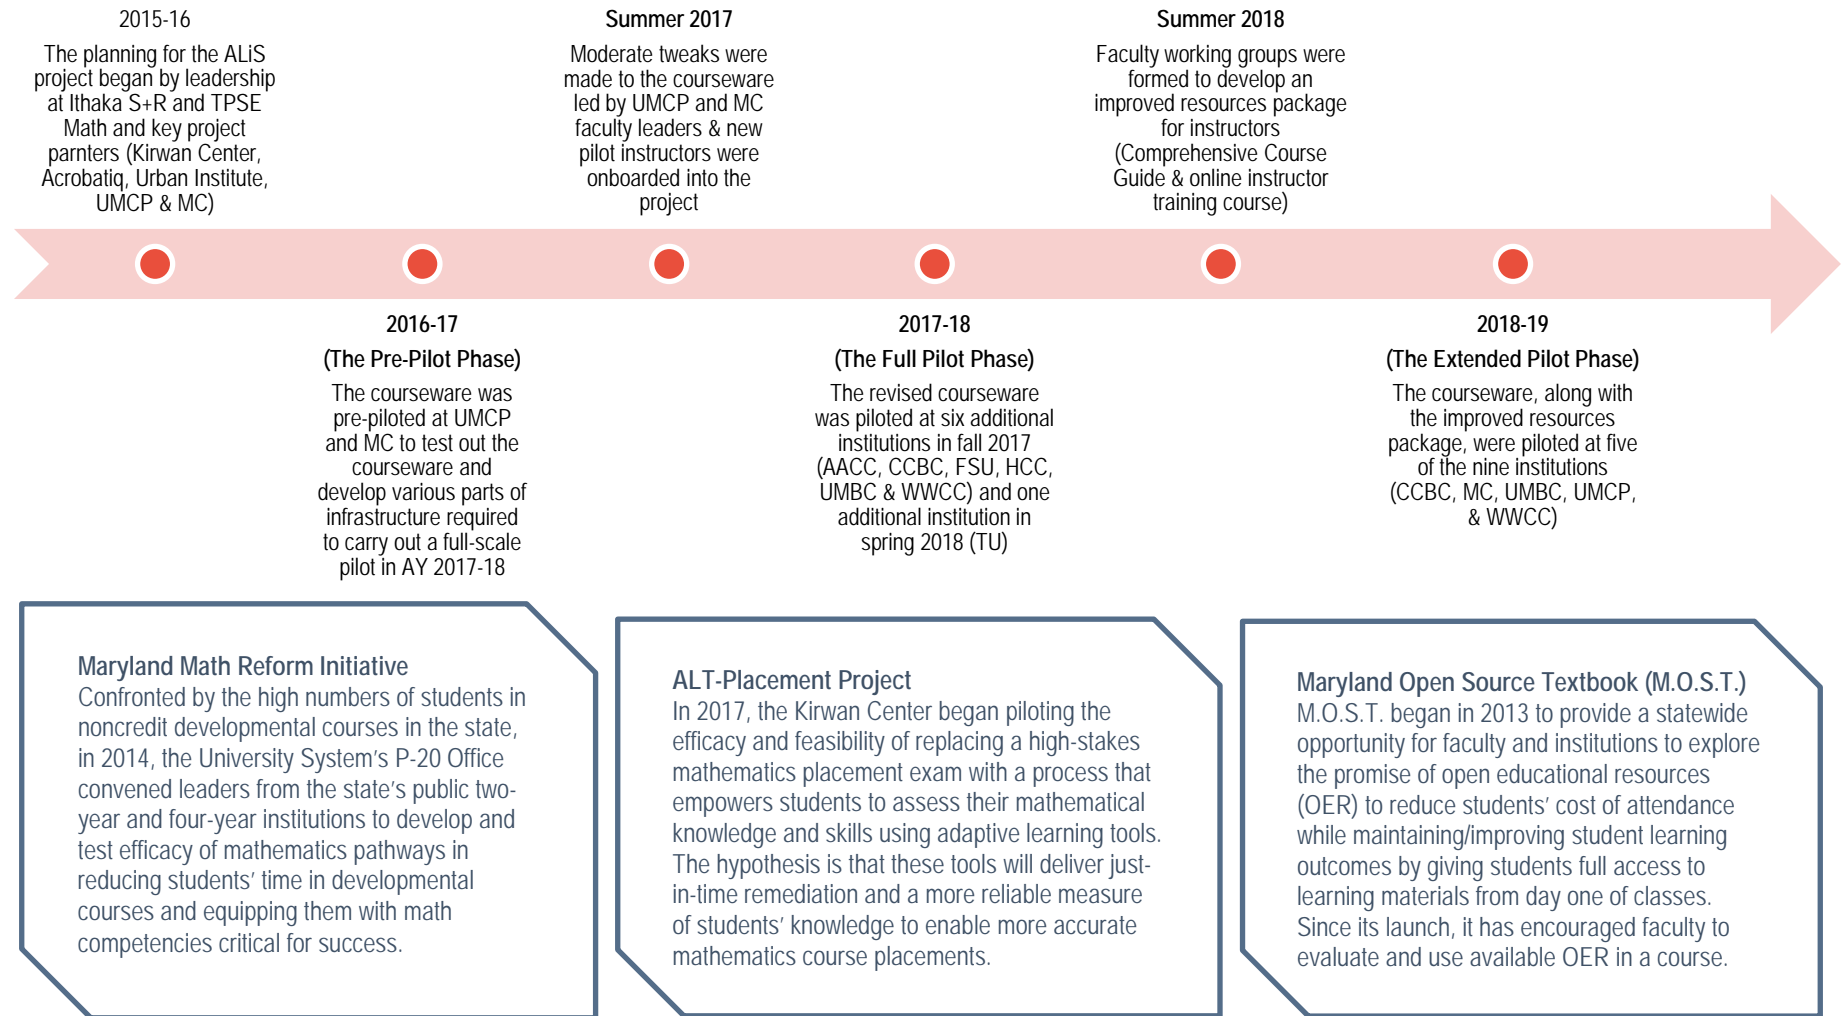 2015-16
The planning for the ALiS
project began by leadership
at Ithaka S+R and TPSE
Math and key project
parnters (Kirwan Center,
Acrobatiq, Urban Institute,
UMCP & MC)
2016-17
(The Pre-Pilot Phase)
The courseware was
pre-piloted at UMCP
and MC to test out the
courseware and
develop various parts of
infrastructure required
to carry out a full-scale
pilot in AY 2017-18
Summer 2017
Moderate tweaks were
made to the courseware
led by UMCP and MC
faculty leaders & new
pilot instructors were
onboarded into the
project
2017-18
(The Full Pilot Phase)
The revised courseware
was piloted at six additional
institutions in fall 2017
(AACC, CCBC, FSU, HCC,
UMBC & WWCC) and one
additional institution in
spring 2018 (TU)
Summer 2018
Faculty working groups were
formed to develop an
improved resources package
for instructors
(Comprehensive Course
Guide & online instructor
training course)
2018-19
(The Extended Pilot Phase)
The courseware, along with
the improved resources
package, were piloted at five
of the nine institutions
(CCBC, MC, UMBC, UMCP,
& WWCC)
Maryland Math Reform Initiative
Confronted by the high numbers of students in
noncredit developmental courses in the state,
in 2014, the University System’s P-20 Office
convened leaders from the state’s public two-
year and four-year institutions to develop and
test efficacy of mathematics pathways in
reducing students’ time in developmental
courses and equipping them with math
competencies critical for success.
ALT-Placement Project
In 2017, the Kirwan Center began piloting the
efficacy and feasibility of replacing a high-stakes
mathematics placement exam with a process that
empowers students to assess their mathematical
knowledge and skills using adaptive learning tools.
The hypothesis is that these tools will deliver just-
in-time remediation and a more reliable measure
of students’ knowledge to enable more accurate
mathematics course placements.
Maryland Open Source Textbook (M.O.S.T.)
M.O.S.T. began in 2013 to provide a statewide
opportunity for faculty and institutions to explore
the promise of open educational resources
(OER) to reduce students’ cost of attendance
while maintaining/improving student learning
outcomes by giving students full access to
learning materials from day one of classes.
Since its launch, it has encouraged faculty to
evaluate and use available OER in a course.